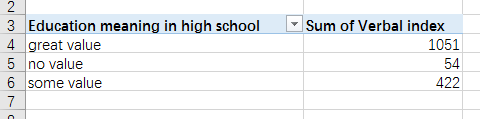 2
3 Education meaning in high school Sum of Verbal index
4 great value 1051
5 no value 54
6 some value 422
7